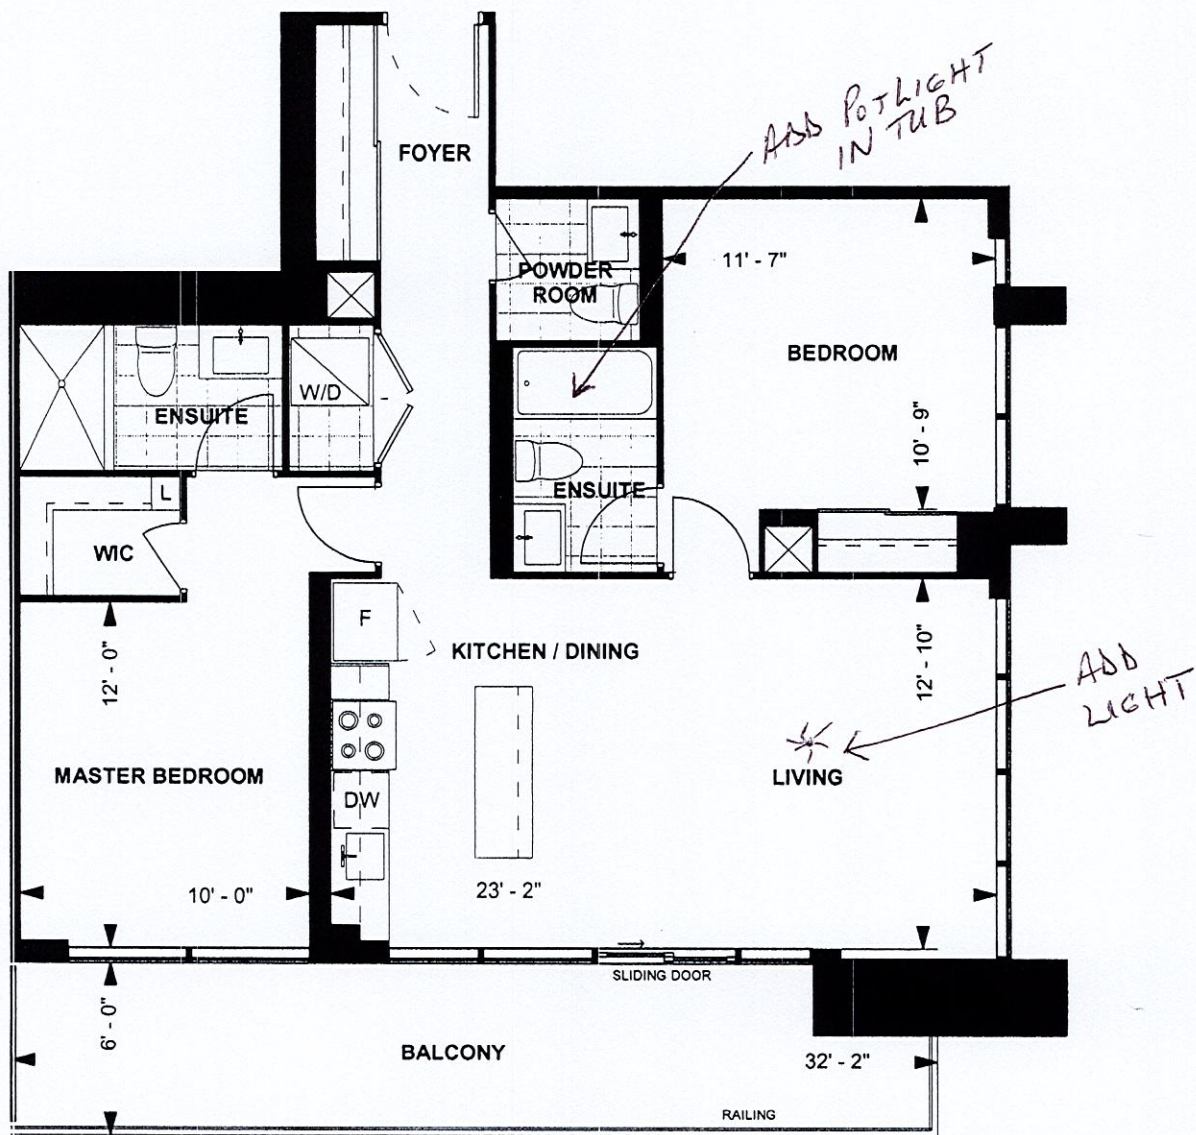 ADD POTLIGHT
IN TUB
FOYER
POWDER
ROOM
11' - 7"
BEDROOM
W/D
ENSUITE
10' - 9"
ENSUITE
L
WIC
F
12' - 0"
KITCHEN / DINING
12' - 10"
ADD
LIGHT
MASTER BEDROOM
LIVING
DW
10' - 0"
23' - 2"
SLIDING DOOR
6' - 0"
BALCONY
32' - 2"
RAILING